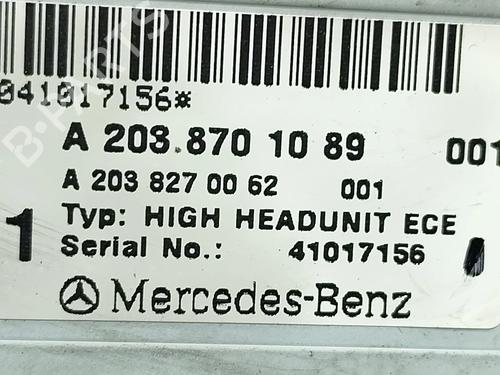 041017156*
A 203 870 10 89 001
A 203 827 00 62 001
1 Typ: HIGH HEADUNIT ECE
Serial No.: 41017156
Mercedes-Benz
B-PARTS